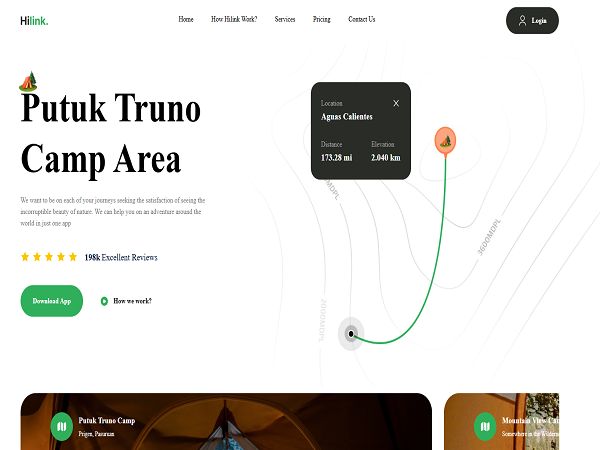 Hilink.
Home
How Hilink Work?
Services
Pricing
Contact Us
Login
Putuk Truno
Camp Area
We want to be on each of your journeys seeking the satisfaction of seeing the
incorruptible beauty of nature. We can help you on an adventure around the
world in just one app
198k Excellent Reviews
Download App
How we work?
Location
Aguas Calientes
Distance
Elevation
173.28 mi
2.040 km
MDPL
3600MDPL
2000MDPL
Putuk Truno Camp
Prigen, Pasuruan
Mountain View Ca
Somewhere in the Wilderne